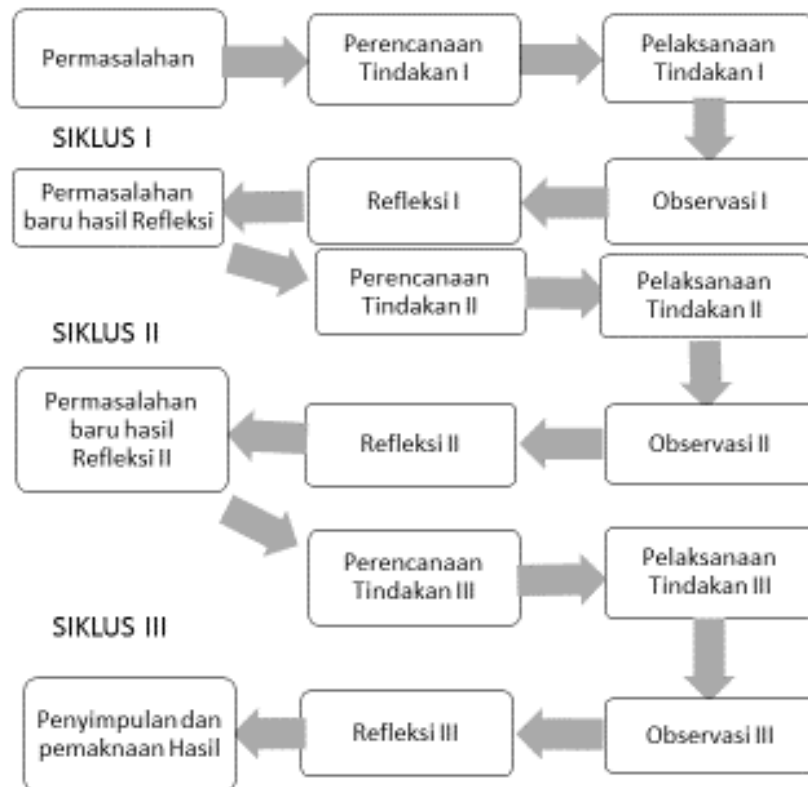 Permasalahan
Perencanaan
Tindakan I
Pelaksanaan
Tindakan I
SIKLUS I
Permasalahan
baru hasil Refleksi
Refleksi I
Observasi I
Perencanaan
Tindakan II
Pelaksanaan
Tindakan II
SIKLUS II
Permasalahan
baru hasil
Refleksi II
Refleksi II
Observasi II
Perencanaan
Tindakan III
Pelaksanaan
Tindakan III
SIKLUS III
Penyimpulan dan
pemaknaan Hasil
Refleksi III
Observasi III